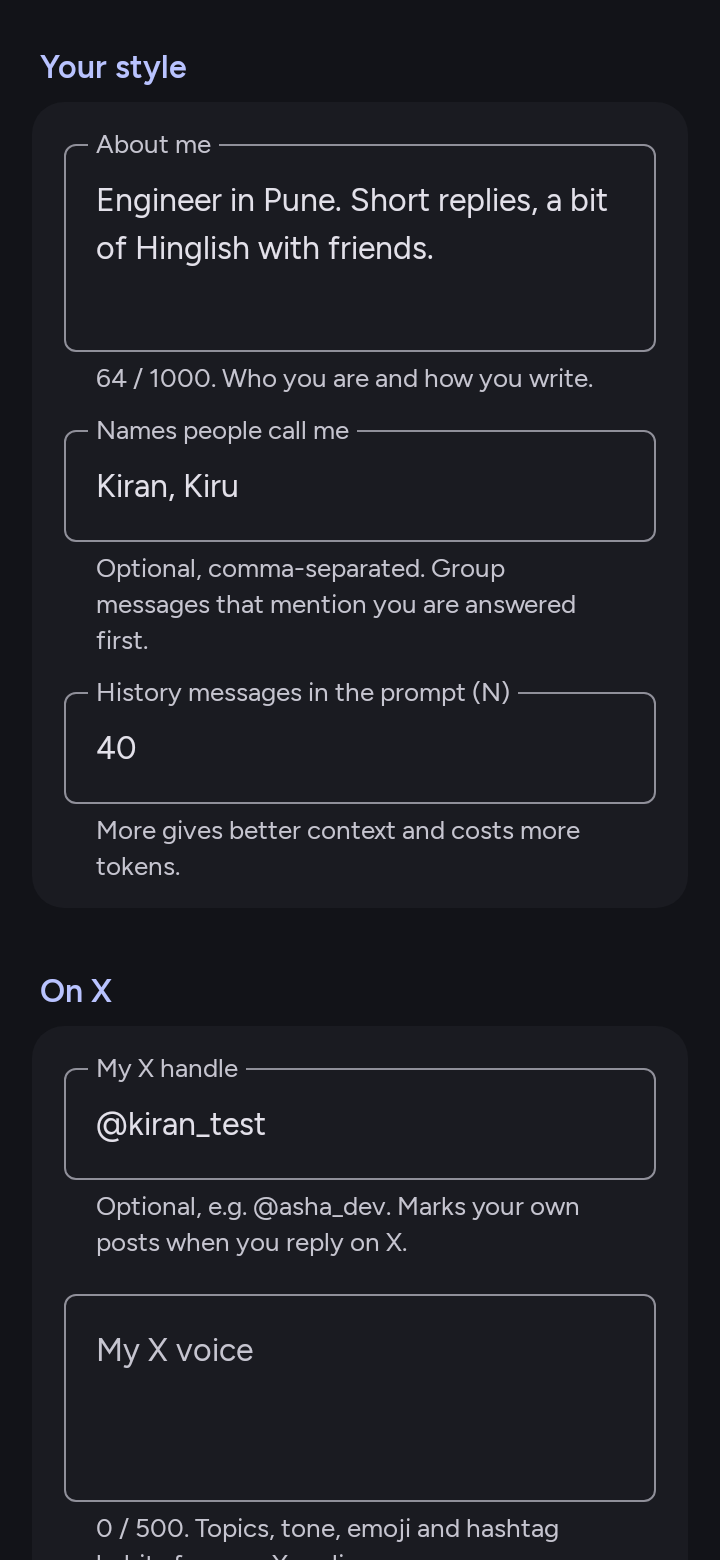 Your style
About me
Engineer in Pune. Short replies, a bit
of Hinglish with friends.
64 / 1000. Who you are and how you write.
Names people call me
Kiran, Kiru
Optional, comma-separated. Group
messages that mention you are answered
first.
History messages in the prompt (N)
40
More gives better context and costs more
tokens.
On X
My X handle
@kiran_test
Optional, e.g. @asha_dev. Marks your own
posts when you reply on X.
My X voice
0 / 500. Topics, tone, emoji and hashtag